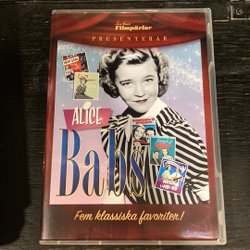 Filmpärlor
PRESENTERAR
ALICE
Babs
Fem klassiska favoriter!